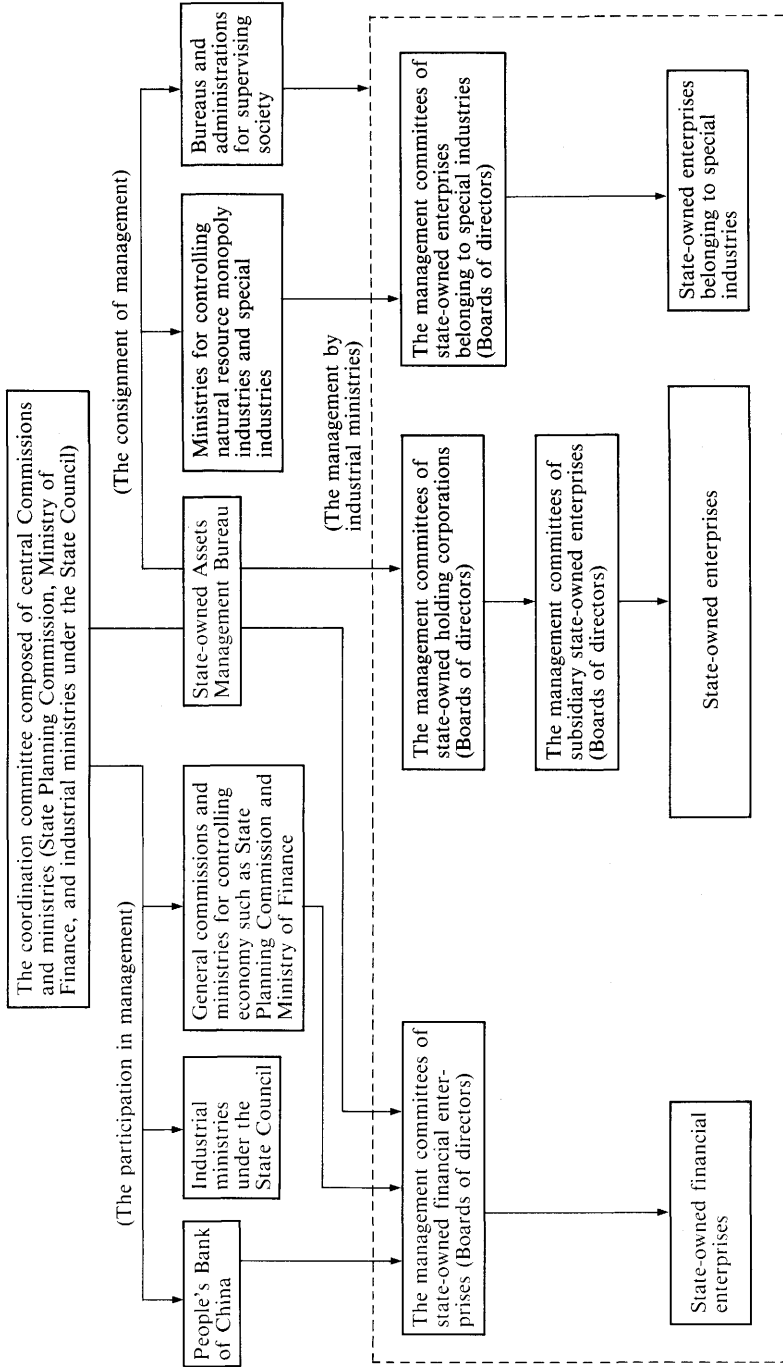 The coordination committee composed of central Commissions
and ministries (State Planning Commission, Ministry of
Finance, and industrial ministries under the State Council)
(The participation in management)
(The consignment of management)
People's Bank
of China
Industrial
ministries
under the
State Council
General commissions and
ministries for controlling
economy such as State
Planning Commission and
Ministry of Finance
State-owned Assets
Management Bureau
Ministries for controlling
natural resource monopoly
industries and special
industries
Bureaus and
administrations
for supervising
society
(The management by
industrial ministries)
The management committees of
state-owned financial enter-
prises (Boards of directors)
The management committees of
state-owned holding corporations
(Boards of directors)
The management committees of
state-owned enterprises
belonging to special industries
(Boards of directors)
The management committees of
subsidiary state-owned enterprises
(Boards of directors)
State-owned financial
enterprises
State-owned enterprises
State-owned enterprises
belonging to special
industries